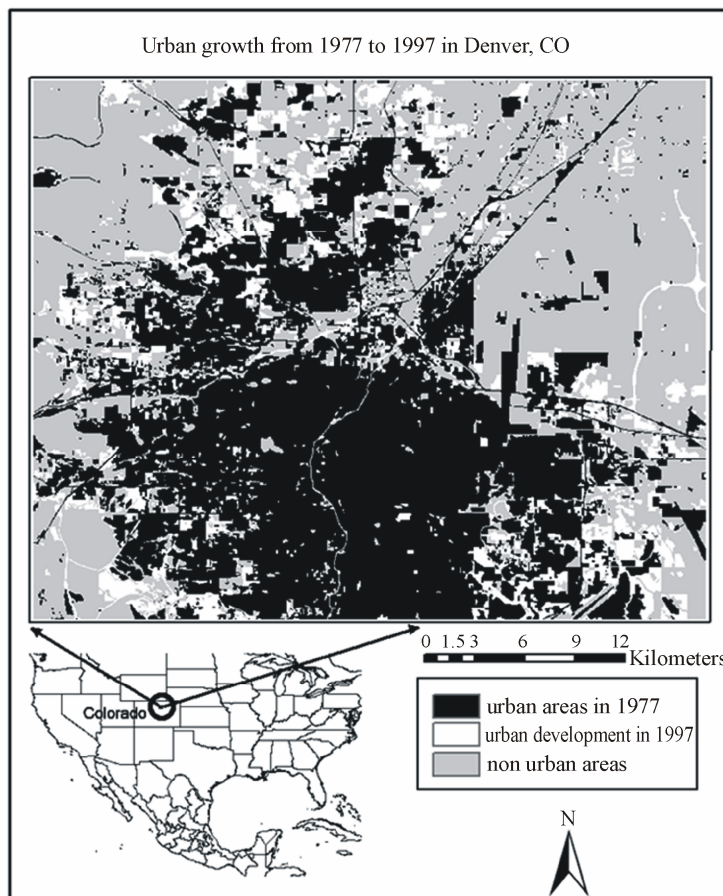 Urban growth from 1977 to 1997 in Denver, CO
0 1.5 3 6 9 12
Kilometers
Colorado
urban areas in 1977
urban development in 1997
non urban areas
N